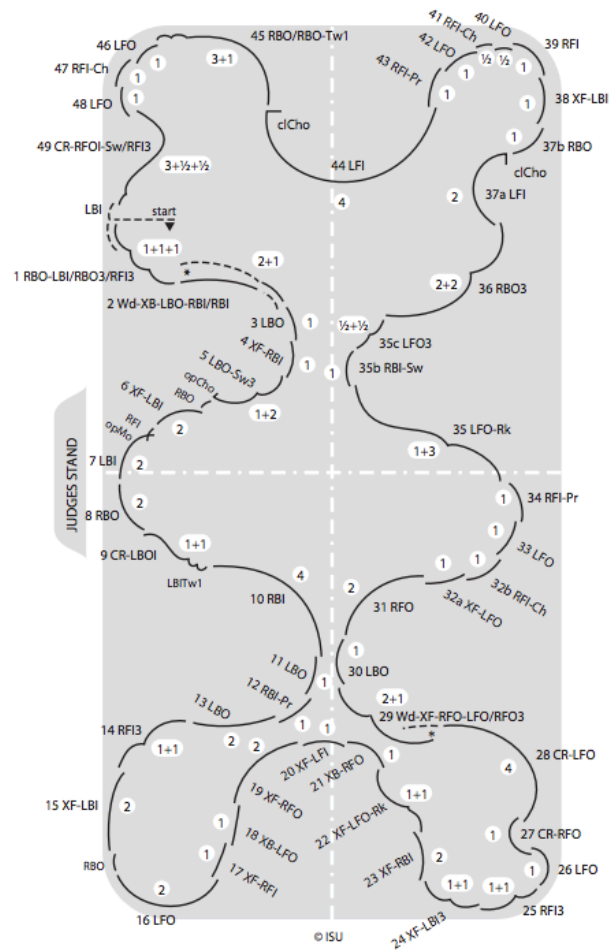 45 RBO/RBO-Tw1
46 LFO
47 RFI-Ch
48 LFO
49 CR-RFOI-Sw/RFI3
1
1
1
3+1
3+½+½
clCho
44 LFI
4
43 RFI-Pr
42 LFO
41 RFI-Ch
40 LFO
39 RFI
38 XF-LBI
37b RBO
1
1
½
½
1
1
1
clCho
37a LFI
2
36 RBO3
2+2
LBI
start
1+1+1
1 RBO-LBI/RBO3/RFI3
*
2+1
2 Wd-XB-LBO-RBI/RBI
3 LBO
1
½+½
35c LFO3
4 XF-RBI
1
1
35b RBI-Sw
5 LBO-Sw3
opCho
1+2
6 XF-LBI
RBO
2
RFI
opMo
35 LFO-Rk
1+3
7 LBI
2
JUDGES STAND
8 RBO
2
34 RFI-Pr
1
33 LFO
1
9 CR-LBOI
1+1
LBITw1
32b RFI-Ch
1
32a XF-LFO
1
10 RBI
4
2
31 RFO
11 LBO
1
1
30 LBO
12 RBI-Pr
1
1
2+1
29 Wd-XF-RFO-LFO/RFO3
*
13 LBO
2
14 RFI3
1+1
2
20 XF-LFI
21 XB-RFO
1
28 CR-LFO
4
15 XF-LBI
2
19 XF-RFO
1
22 XF-LFO-Rk
1+1
27 CR-RFO
1
18 XB-LFO
1
23 XF-RBI
2
26 LFO
1
RBO
17 XF-RFI
2
16 LFO
24 XF-LBI3
1+1
1+1
25 RFI3
© ISU